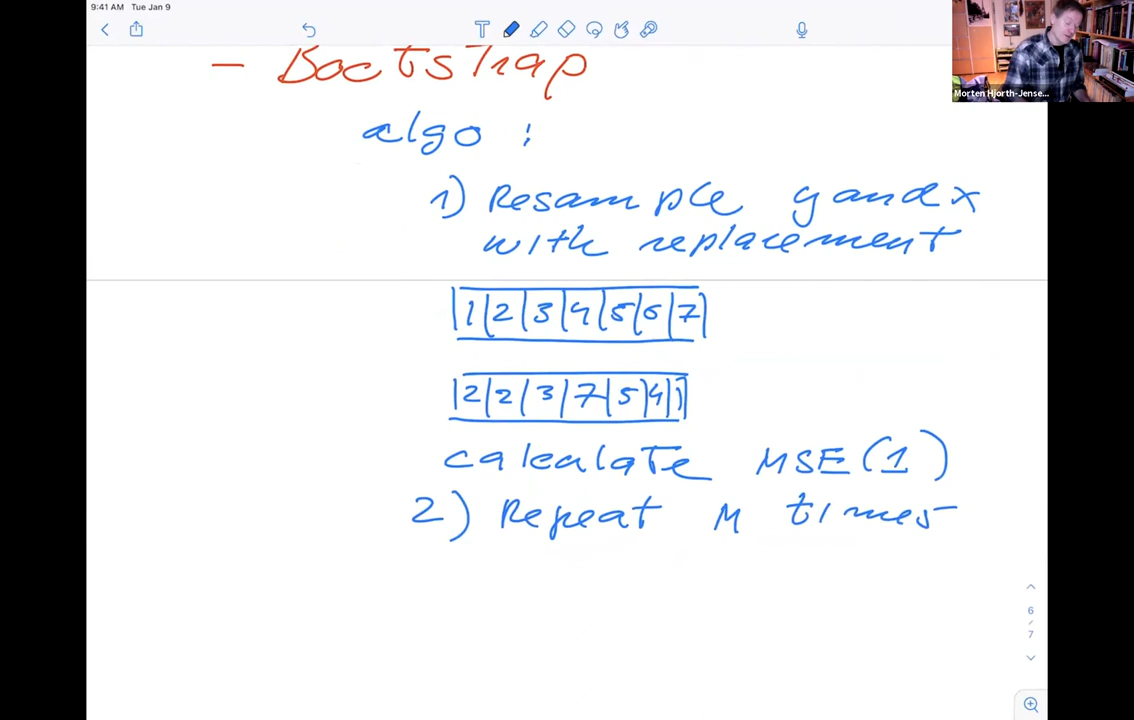 9:41 AM Tue Jan 9
Morten Hjorth-Jense...
- Bootstrap
algo :
1) Resample y and x
with replacement
|1|2|3|4|5|6|7|
|2|2|3|7|5|4|1|
calculate MSE(1)
2) Repeat M times
6
/
7